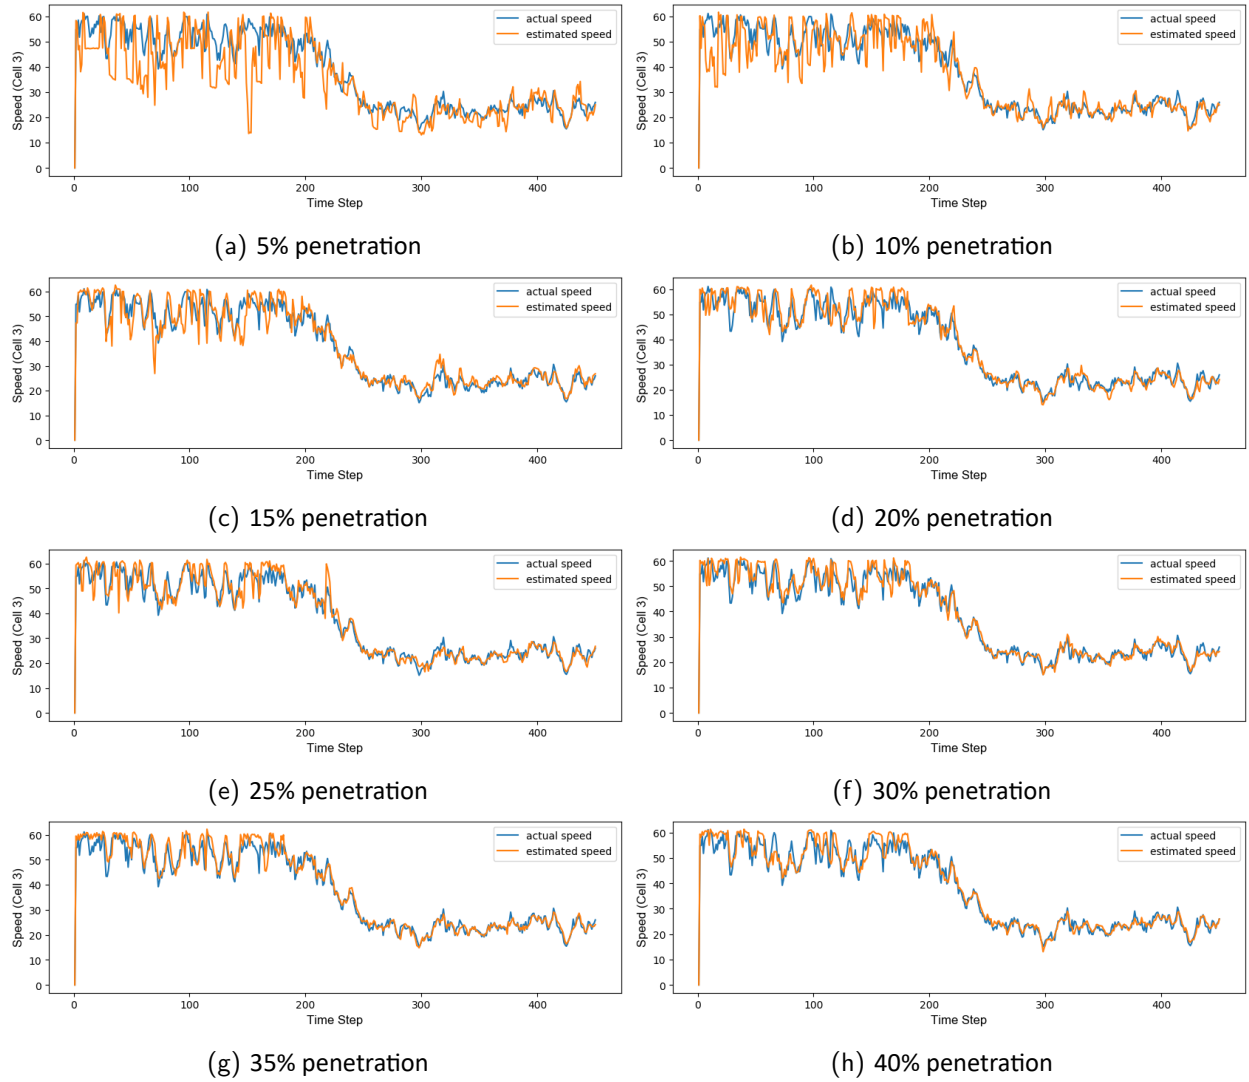 60
50
40
30
20
10
0
Speed (Cell 3)
actual speed
estimated speed
0 100 200 300 400
Time Step
(a) 5% penetration
60
50
40
30
20
10
0
Speed (Cell 3)
actual speed
estimated speed
0 100 200 300 400
Time Step
(b) 10% penetration
60
50
40
30
20
10
0
Speed (Cell 3)
actual speed
estimated speed
0 100 200 300 400
Time Step
(c) 15% penetration
60
50
40
30
20
10
0
Speed (Cell 3)
actual speed
estimated speed
0 100 200 300 400
Time Step
(d) 20% penetration
60
50
40
30
20
10
0
Speed (Cell 3)
actual speed
estimated speed
0 100 200 300 400
Time Step
(e) 25% penetration
60
50
40
30
20
10
0
Speed (Cell 3)
actual speed
estimated speed
0 100 200 300 400
Time Step
(f) 30% penetration
60
50
40
30
20
10
0
Speed (Cell 3)
actual speed
estimated speed
0 100 200 300 400
Time Step
(g) 35% penetration
60
50
40
30
20
10
0
Speed (Cell 3)
actual speed
estimated speed
0 100 200 300 400
Time Step
(h) 40% penetration